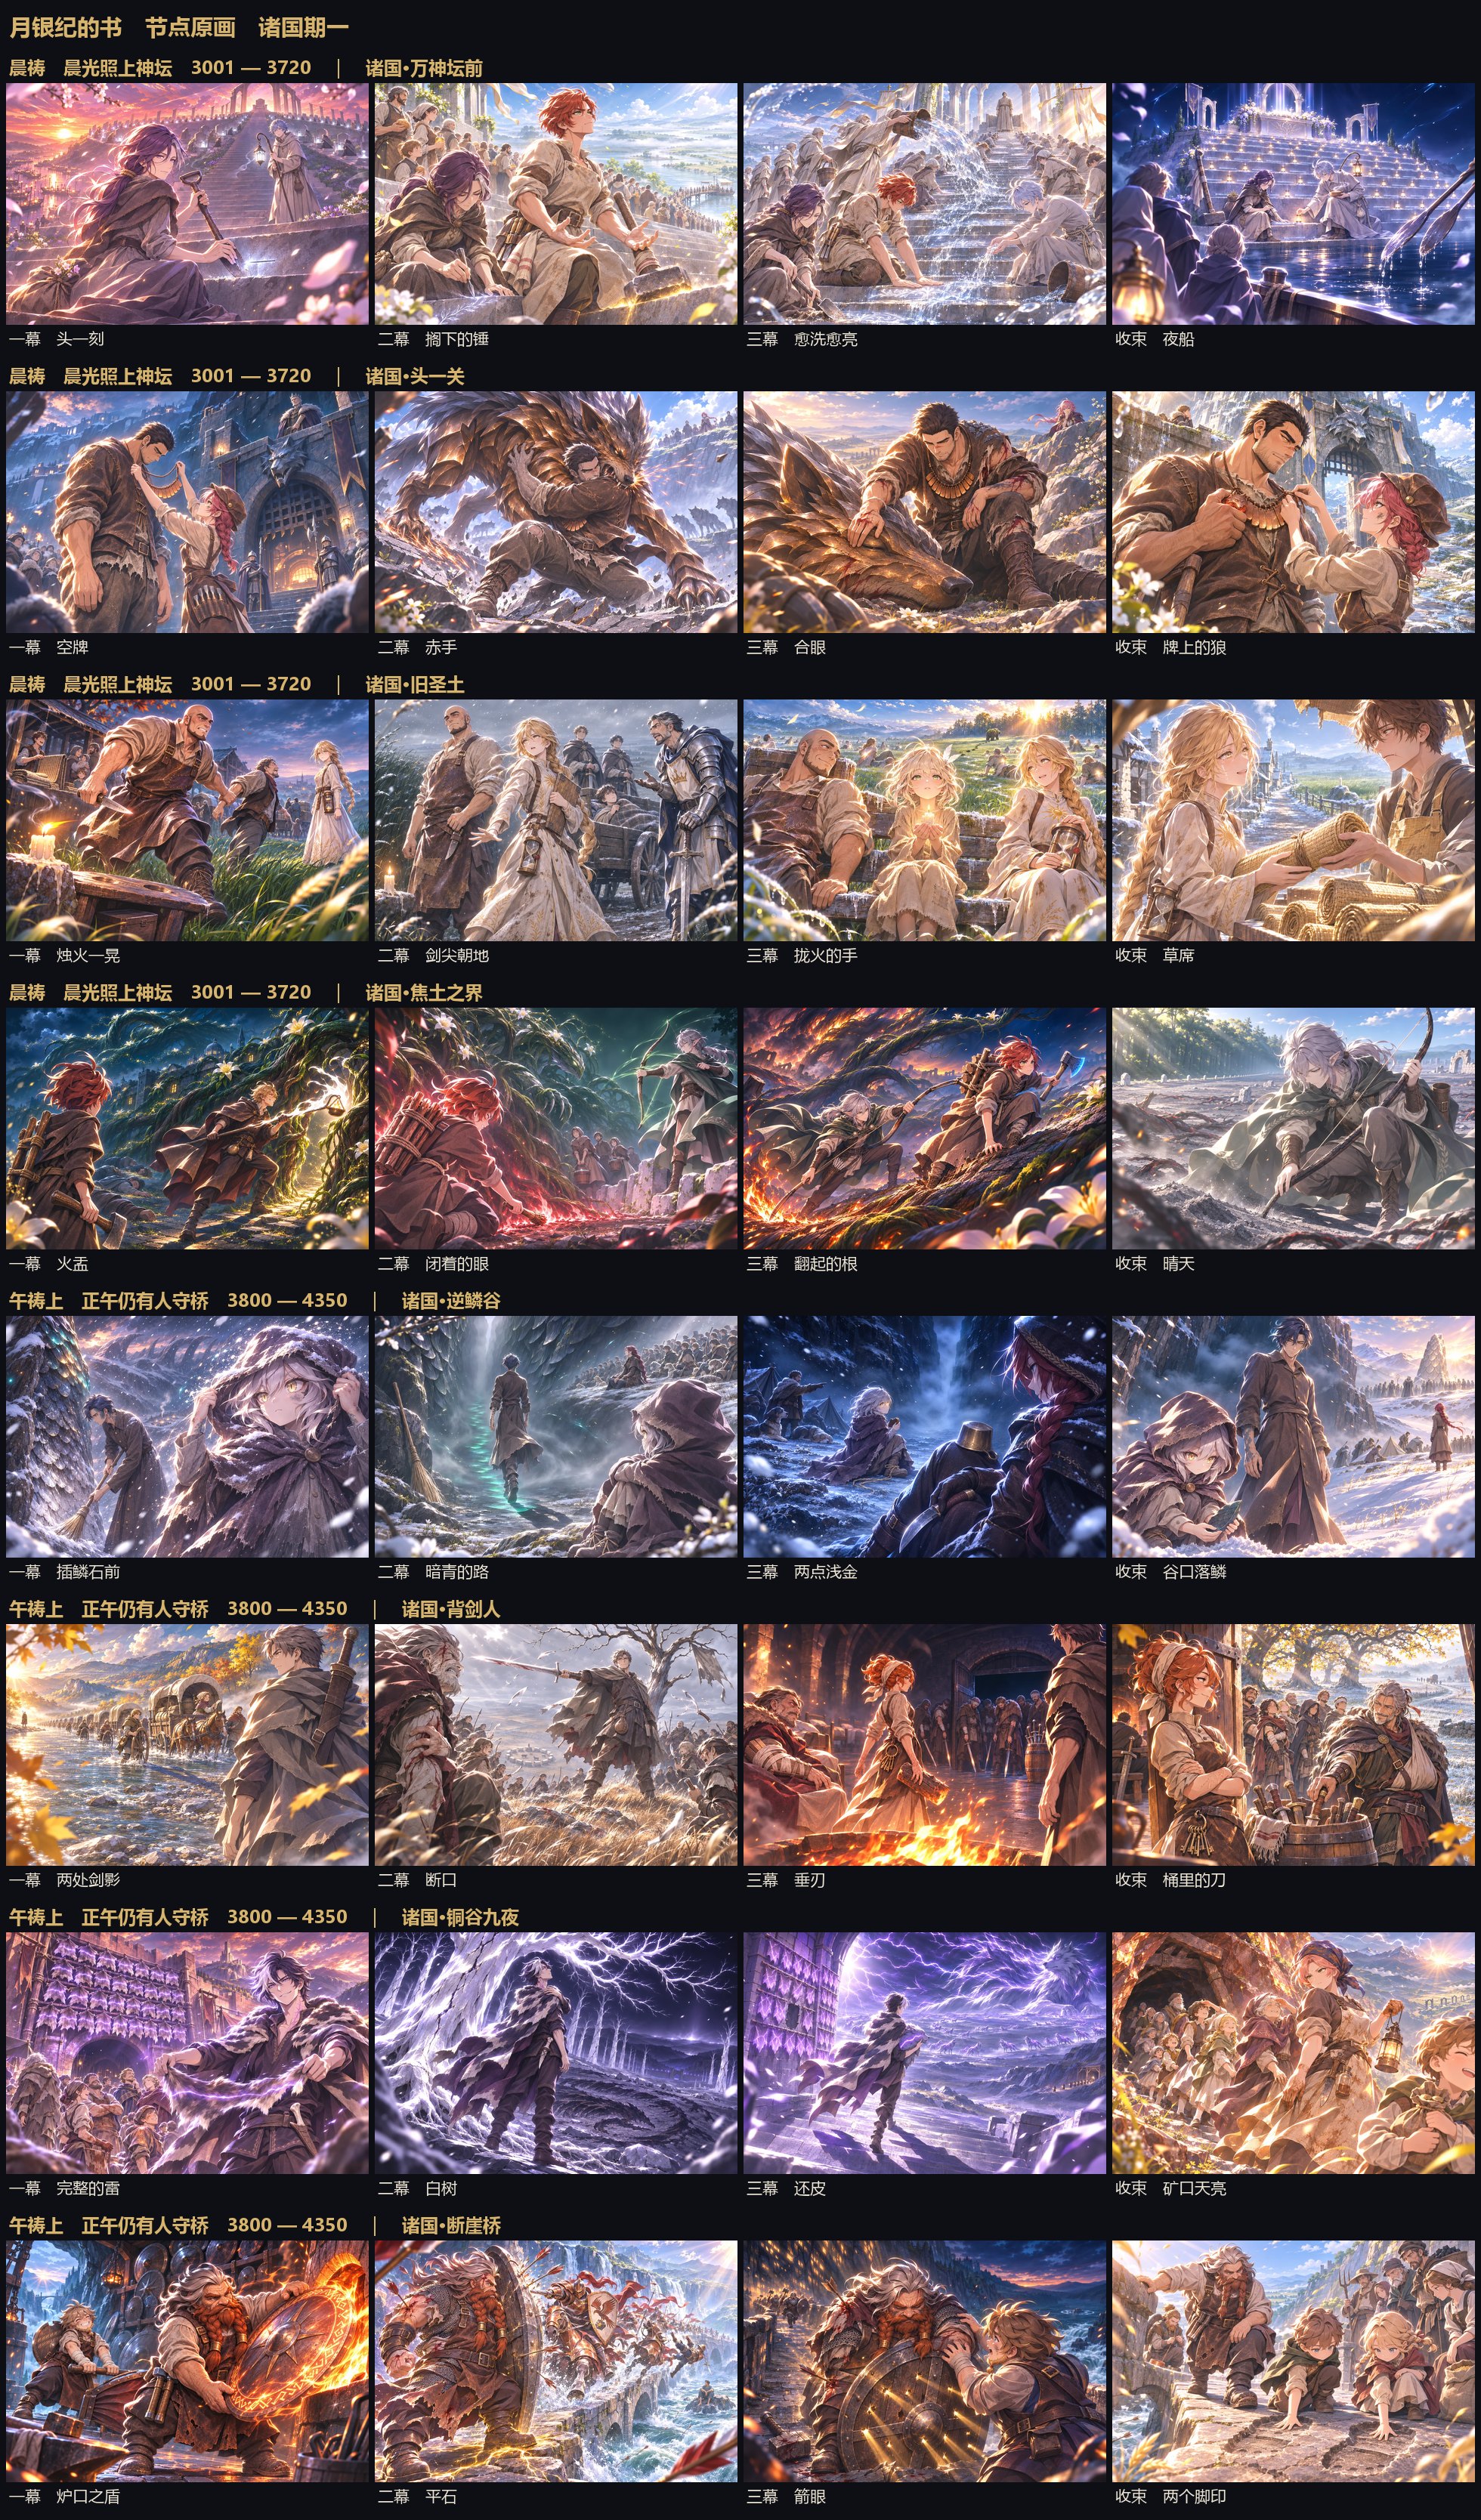 月银纪的书　节点原画　诸国期一
晨祷　晨光照上神坛　3001 — 3720　｜　诸国·万神坛前
一幕　头一刻
二幕　搁下的锤
三幕　愈洗愈亮
收束　夜船
晨祷　晨光照上神坛　3001 — 3720　｜　诸国·头一关
一幕　空牌
二幕　赤手
三幕　合眼
收束　牌上的狼
晨祷　晨光照上神坛　3001 — 3720　｜　诸国·旧圣土
一幕　烛火一晃
二幕　剑尖朝地
三幕　拢火的手
收束　草席
晨祷　晨光照上神坛　3001 — 3720　｜　诸国·焦土之界
一幕　火盂
二幕　闭着的眼
三幕　翻起的根
收束　晴天
午祷上　正午仍有人守桥　3800 — 4350　｜　诸国·逆鳞谷
一幕　插鳞石前
二幕　暗青的路
三幕　两点浅金
收束　谷口落鳞
午祷上　正午仍有人守桥　3800 — 4350　｜　诸国·背剑人
一幕　两处剑影
二幕　断口
三幕　垂刃
收束　桶里的刀
午祷上　正午仍有人守桥　3800 — 4350　｜　诸国·铜谷九夜
一幕　完整的雷
二幕　白树
三幕　还皮
收束　矿口天亮
午祷上　正午仍有人守桥　3800 — 4350　｜　诸国·断崖桥
一幕　炉口之盾
二幕　平石
三幕　箭眼
收束　两个脚印